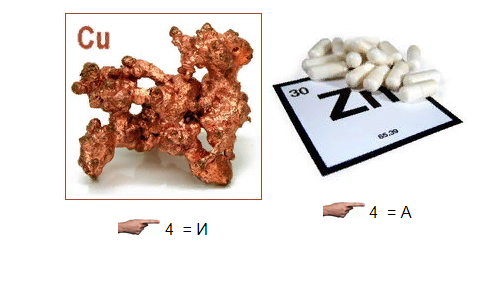 Cu
30
Zn
65.39
4 = И
4 = А